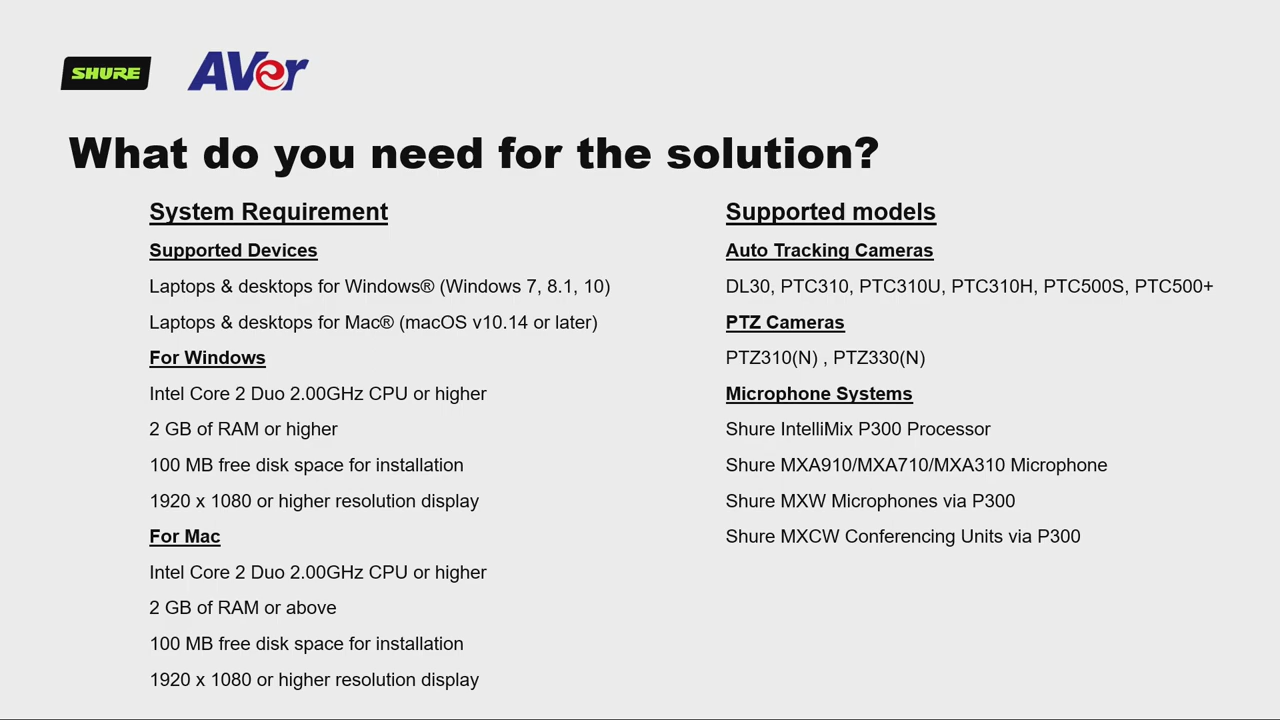 SHURE AVer
What do you need for the solution?
System Requirement
Supported Devices
Laptops & desktops for Windows® (Windows 7, 8.1, 10)
Laptops & desktops for Mac® (macOS v10.14 or later)
For Windows
Intel Core 2 Duo 2.00GHz CPU or higher
2 GB of RAM or higher
100 MB free disk space for installation
1920 x 1080 or higher resolution display
For Mac
Intel Core 2 Duo 2.00GHz CPU or higher
2 GB of RAM or above
100 MB free disk space for installation
1920 x 1080 or higher resolution display
Supported models
Auto Tracking Cameras
DL30, PTC310, PTC310U, PTC310H, PTC500S, PTC500+
PTZ Cameras
PTZ310(N) , PTZ330(N)
Microphone Systems
Shure IntelliMix P300 Processor
Shure MXA910/MXA710/MXA310 Microphone
Shure MXW Microphones via P300
Shure MXCW Conferencing Units via P300